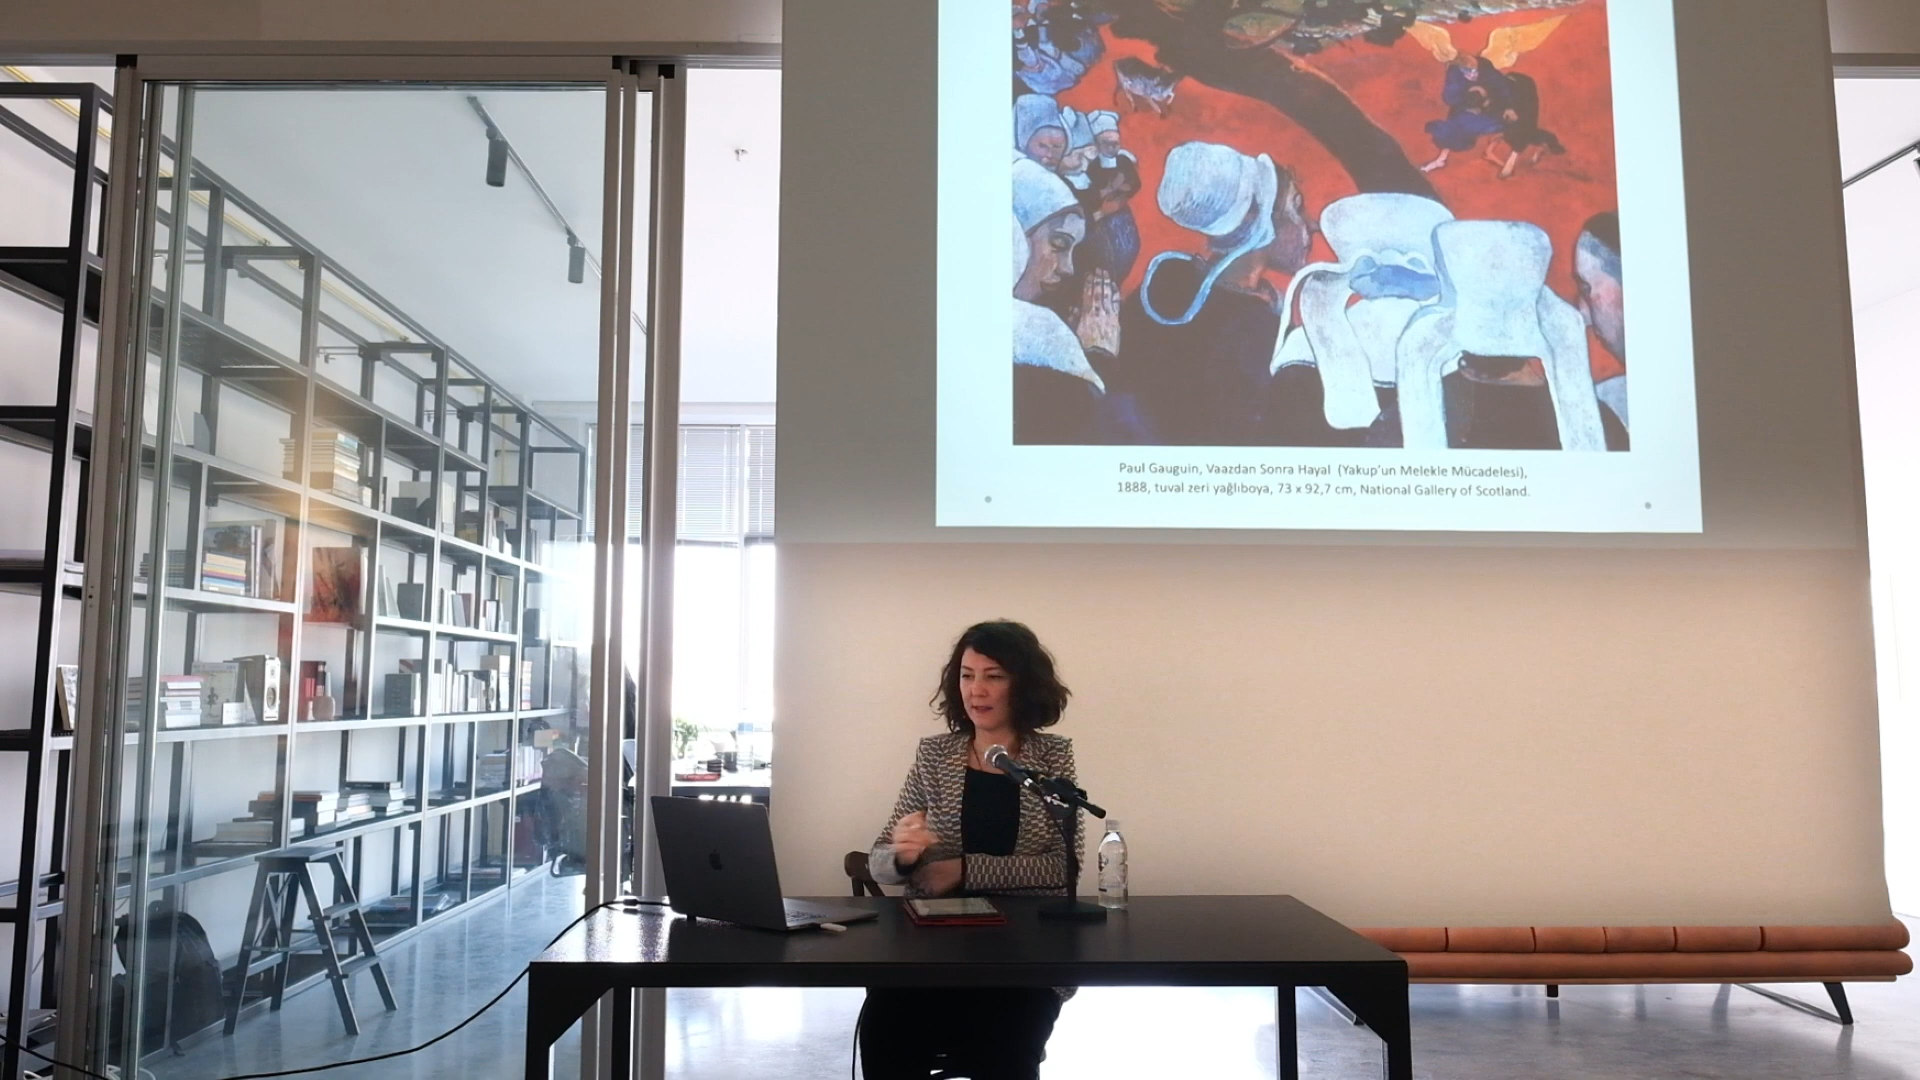 Paul Gauguin, Vaazdan Sonra Hayal (Yakup'un Melekle Mücadelesi),
1888, tuval zeri yağlıboya, 73 x 92,7 cm, National Gallery of Scotland.